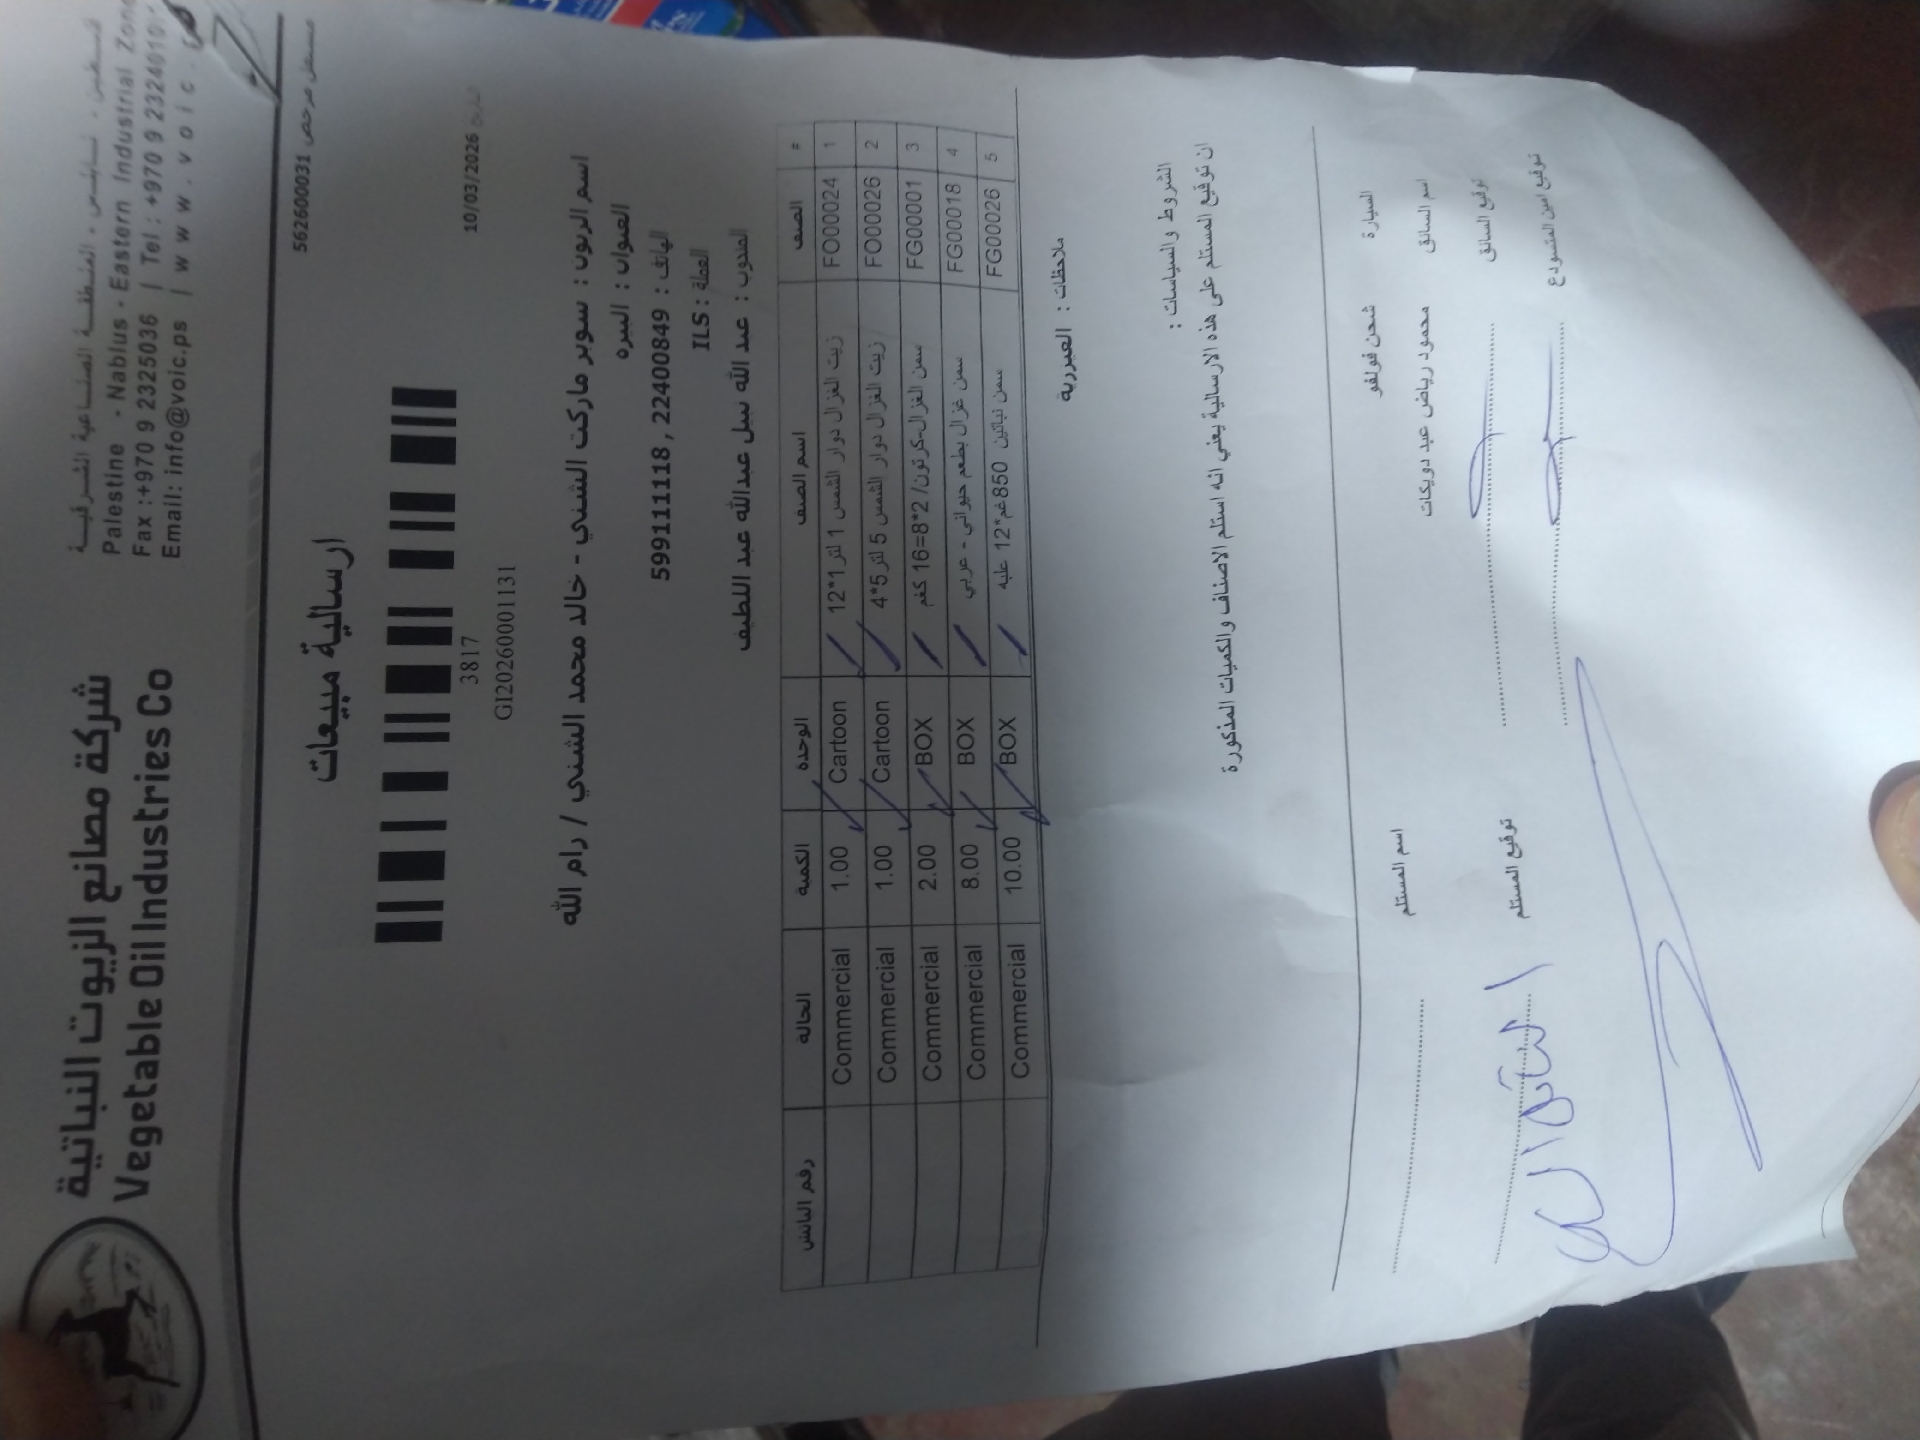 شركة مصانع الزيوت النباتية
Vegetable Oil Industries Co
فلسطين - نابلس - المنطقة الصناعية الشرقية
Palestine - Nablus - Eastern Industrial Zone
Fax :+970 9 2325036 | Tel : +970 9 2324010/1
Email: info@voic.ps | www.voic.
مشتغل مرخص 562600031
ارسالية مبيعات
3817
GI202600001131
التاريخ 10/03/2026
اسم الزبون : سوبر ماركت الشني - خالد محمد الشني / رام الله
العنوان : البيره
الهاتف : 599111118, 22400849
العملة : ILS
المندوب : عبد الله نبيل عبدالله عبد اللطيف
# الصنف اسم الصنف الوحدة الكمية الحالة رقم الباتش
1 FO00024 زيت الغزال دوار الشمس 1 لتر 1*12 Cartoon 1.00 Commercial
2 FO00026 زيت الغزال دوار الشمس 5 لتر 5*4 Cartoon 1.00 Commercial
3 FG00001 سمن الغزال-كرتون/ 2*8=16 كغم BOX 2.00 Commercial
4 FG00018 سمن غزال بطعم حيواني - عربي BOX 8.00 Commercial
5 FG00026 سمن نباتين 850غم*12 علبه BOX 10.00 Commercial
ملاحظات :
الشروط والسياسات :
ان توقيع المستلم على هذه الارسالية يعني انه استلم الاصناف والكميات المذكورة
السيارة شحن فولفو
اسم السائق محمود رياض عبد دويكات
اسم المستلم
توقيع السائق
توقيع المستلم
توقيع امين المستودع